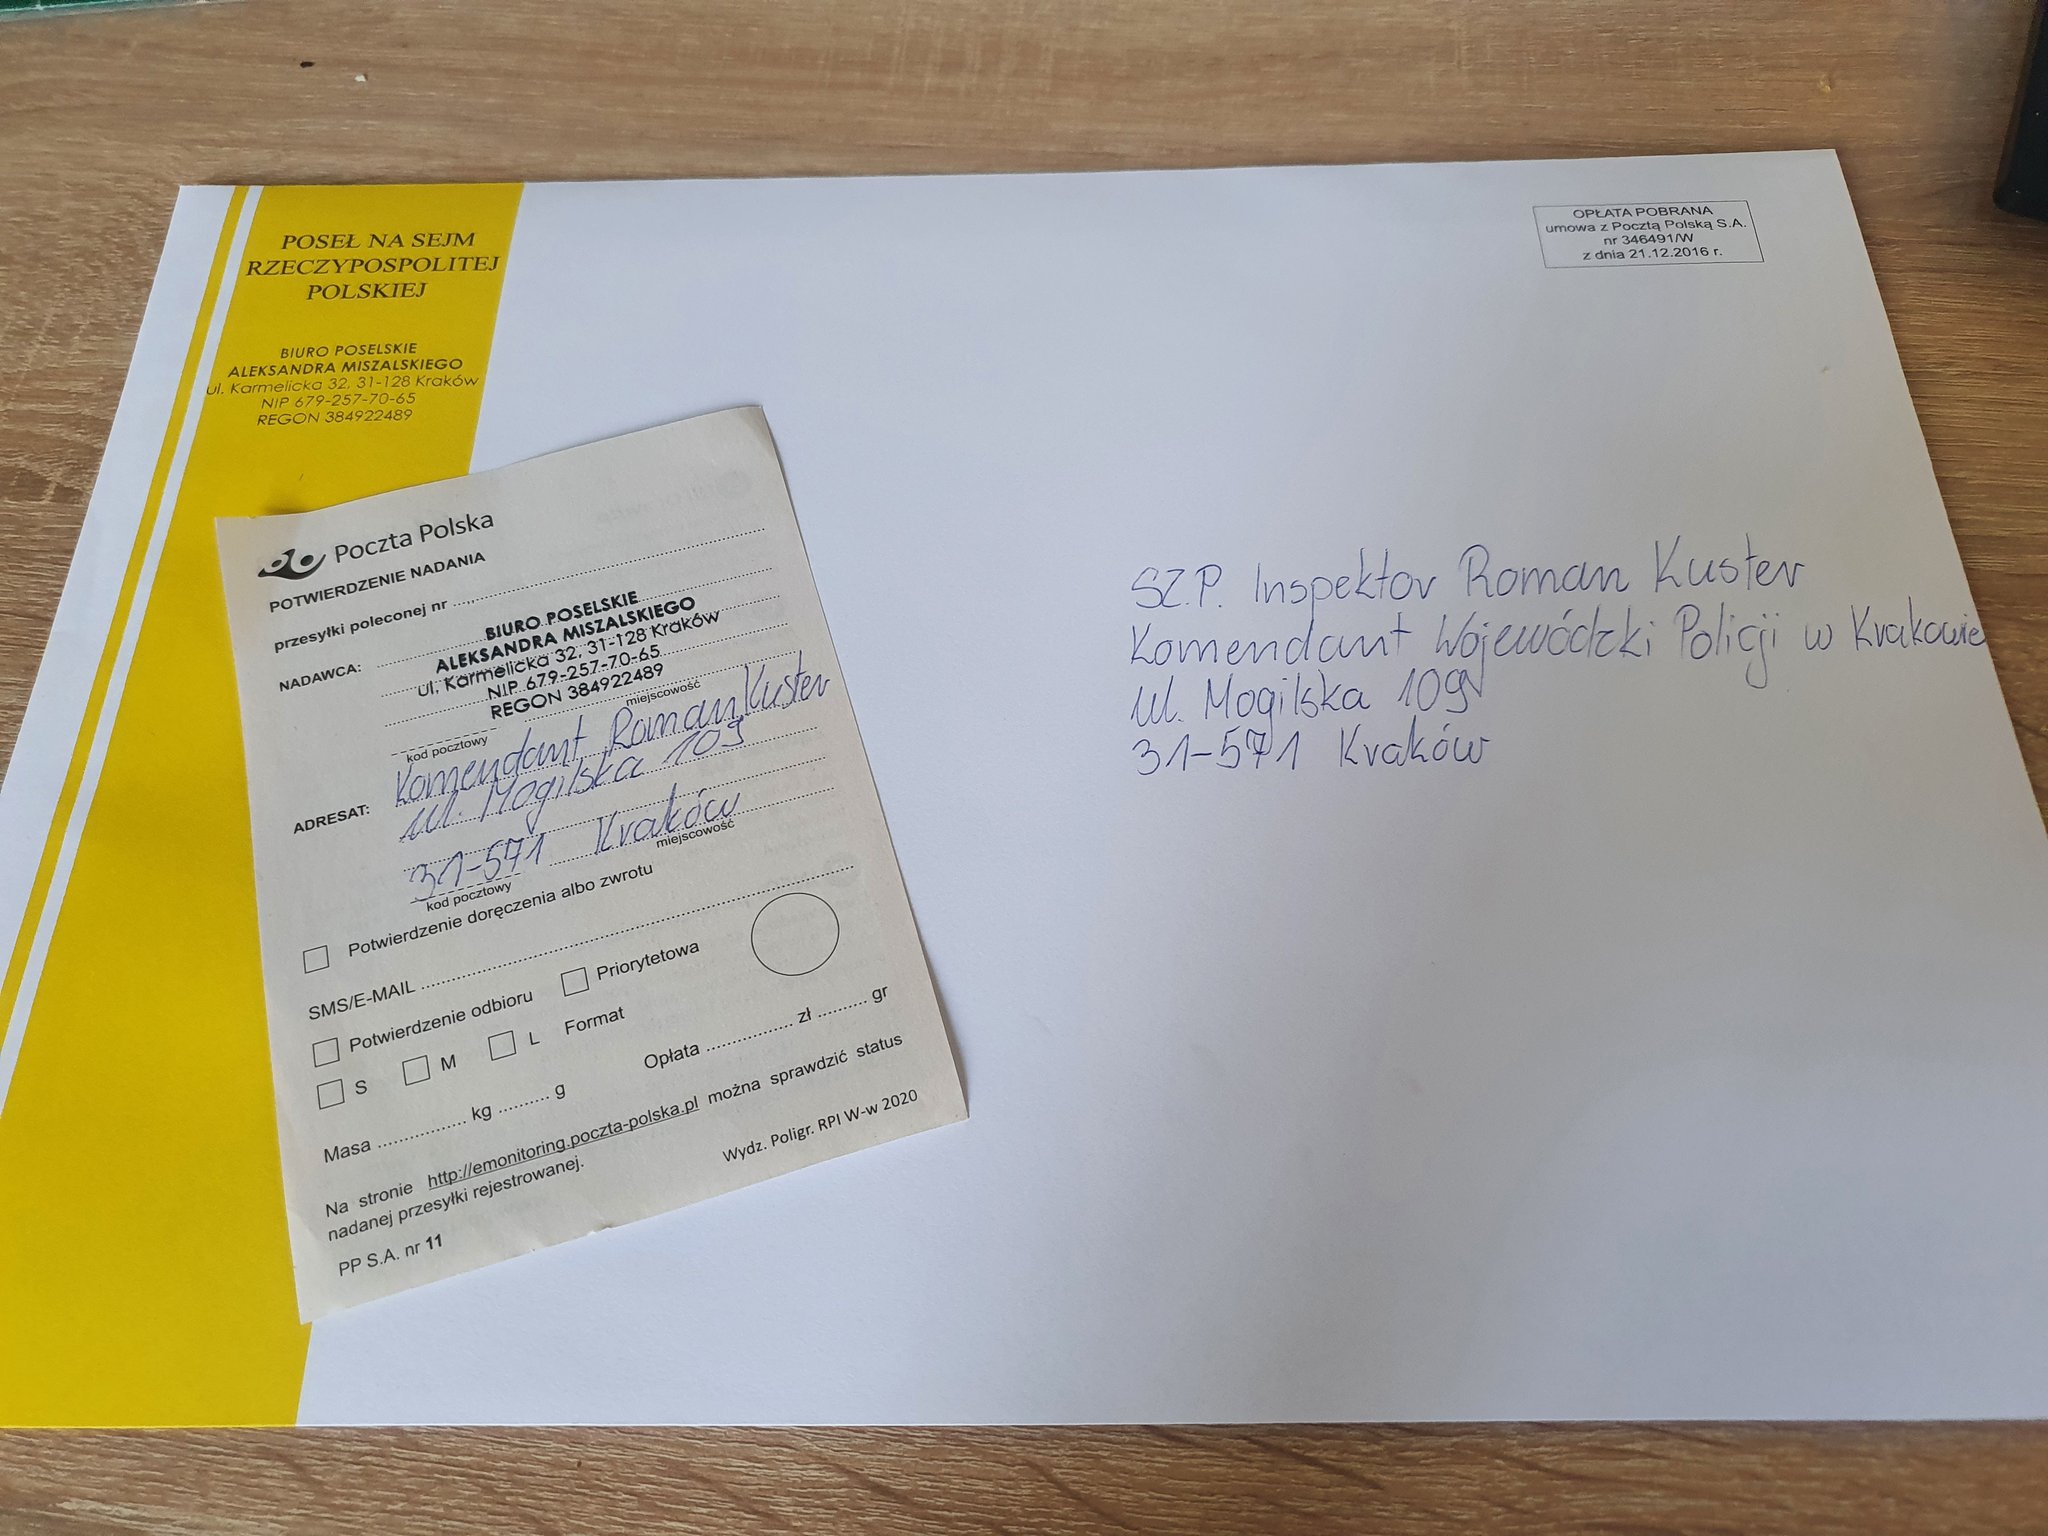 POSEŁ NA SEJM
RZECZYPOSPOLITEJ
POLSKIEJ
BIURO POSELSKIE
ALEKSANDRA MISZALSKIEGO
ul. Karmelicka 32, 31-128 Kraków
NIP 679-257-70-65
REGON 384922489
OPŁATA POBRANA
umowa z Pocztą Polską S.A.
nr 346491/W
z dnia 21.12.2016 r.
SZ.P. Inspektor Roman Kuster
Komendant Wojewódzki Policji w Krakowie
ul. Mogilska 109
31-571 Kraków
Poczta Polska
POTWIERDZENIE NADANIA
przesyłki poleconej nr
NADAWCA:
BIURO POSELSKIE
ALEKSANDRA MISZALSKIEGO
ul. Karmelicka 32, 31-128 Kraków
NIP 679-257-70-65
REGON 384922489
kod pocztowy miejscowość
ADRESAT:
Komendant Roman Kuster
ul. Mogilska 109
31-571 Kraków
kod pocztowy miejscowość
Potwierdzenie doręczenia albo zwrotu
SMS/E-MAIL
Potwierdzenie odbioru Priorytetowa
S M L Format
Masa kg g Opłata zł gr
Na stronie http://emonitoring.poczta-polska.pl można sprawdzić status
nadanej przesyłki rejestrowanej.
PP S.A. nr 11 Wydz. Poligr. RPI W-w 2020